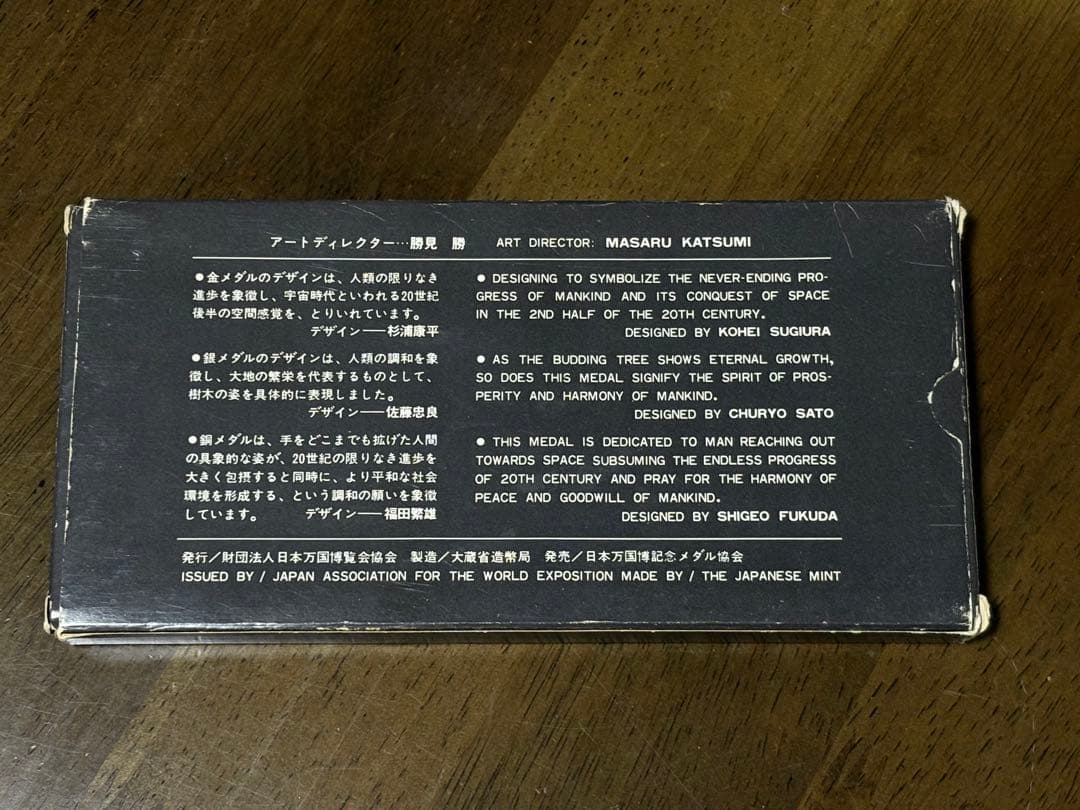 アートディレクター…勝見 勝 ART DIRECTOR: MASARU KATSUMI
●金メダルのデザインは、人類の限りなき
進歩を象徴し、宇宙時代といわれる20世紀
後半の空間感覚を、とりいれています。
デザイン——杉浦康平
● DESIGNING TO SYMBOLIZE THE NEVER-ENDING PRO-
GRESS OF MANKIND AND ITS CONQUEST OF SPACE
IN THE 2ND HALF OF THE 20TH CENTURY.
DESIGNED BY KOHEI SUGIURA
●銀メダルのデザインは、人類の調和を象
徴し、大地の繁栄を代表するものとして、
樹木の姿を具体的に表現しました。
デザイン——佐藤忠良
● AS THE BUDDING TREE SHOWS ETERNAL GROWTH,
SO DOES THIS MEDAL SIGNIFY THE SPIRIT OF PROS-
PERITY AND HARMONY OF MANKIND.
DESIGNED BY CHURYO SATO
●銅メダルは、手をどこまでも拡げた人間
の具象的な姿が、20世紀の限りなき進歩を
大きく包摂すると同時に、より平和な社会
環境を形成する、という調和の願いを象徴
しています。 デザイン——福田繁雄
● THIS MEDAL IS DEDICATED TO MAN REACHING OUT
TOWARDS SPACE SUBSUMING THE ENDLESS PROGRESS
OF 20TH CENTURY AND PRAY FOR THE HARMONY OF
PEACE AND GOODWILL OF MANKIND.
DESIGNED BY SHIGEO FUKUDA
発行/財団法人日本万国博覧会協会 製造/大蔵省造幣局 発売/日本万国博記念メダル協会
ISSUED BY/ JAPAN ASSOCIATION FOR THE WORLD EXPOSITION MADE BY/ THE JAPANESE MINT